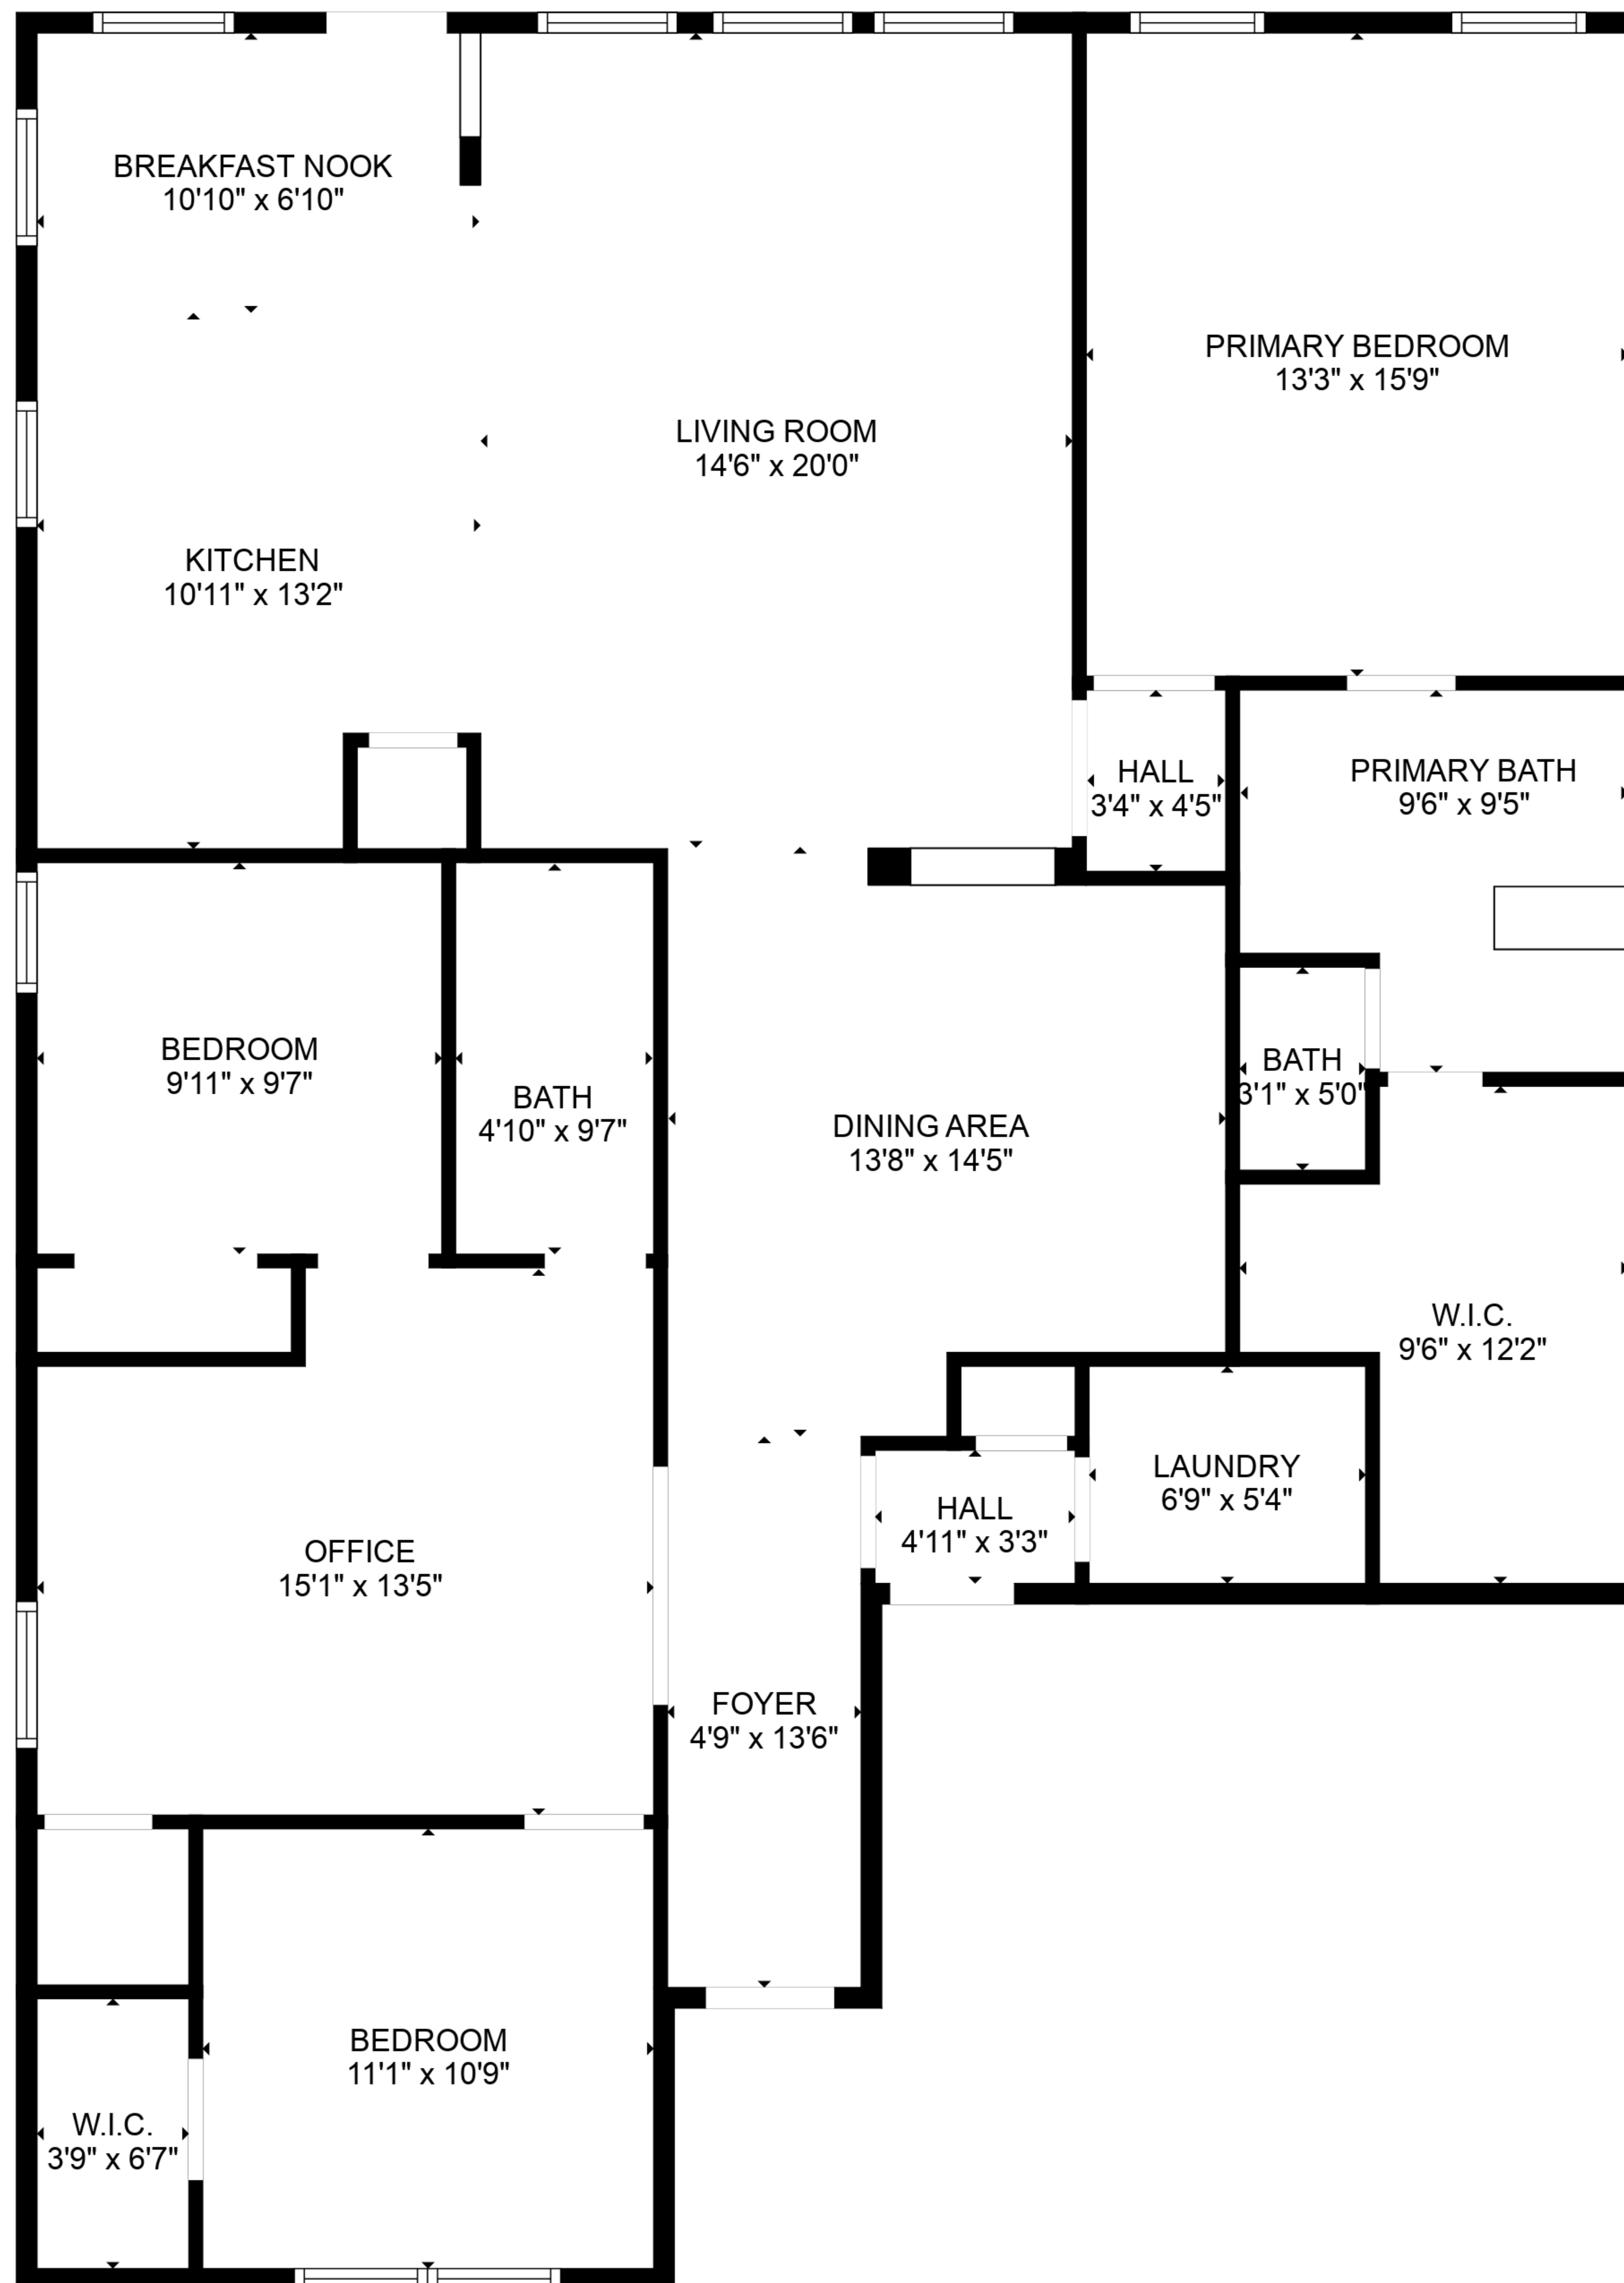 BREAKFAST NOOK
10'10" x 6'10"
PRIMARY BEDROOM
13'3" x 15'9"
LIVING ROOM
14'6" x 20'0"
KITCHEN
10'11" x 13'2"
HALL
3'4" x 4'5"
PRIMARY BATH
9'6" x 9'5"
BEDROOM
9'11" x 9'7"
BATH
4'10" x 9'7"
DINING AREA
13'8" x 14'5"
BATH
3'1" x 5'0"
W.I.C.
9'6" x 12'2"
LAUNDRY
6'9" x 5'4"
HALL
4'11" x 3'3"
OFFICE
15'1" x 13'5"
FOYER
4'9" x 13'6"
BEDROOM
11'1" x 10'9"
W.I.C.
3'9" x 6'7"